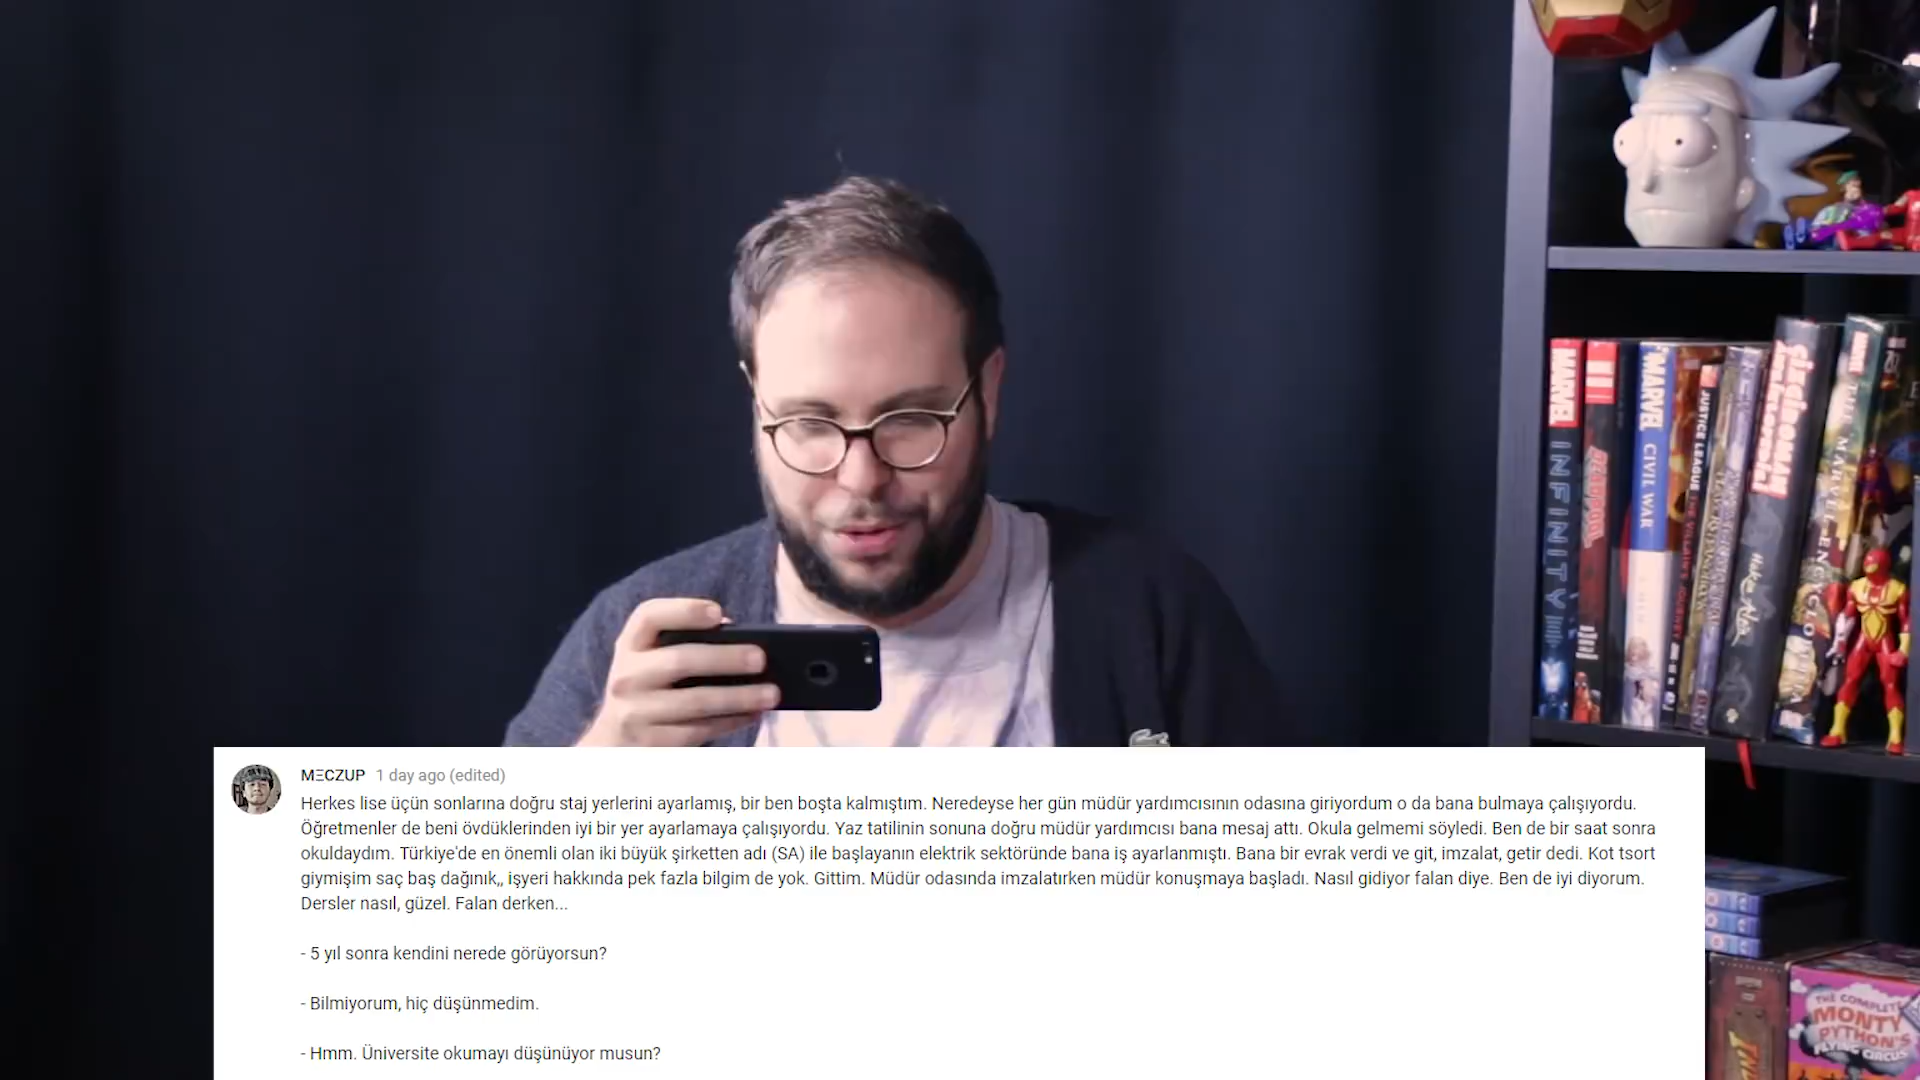 MΞCZUP 1 day ago (edited)
Herkes lise üçün sonlarına doğru staj yerlerini ayarlamış, bir ben boşta kalmıştım. Neredeyse her gün müdür yardımcısının odasına giriyordum o da bana bulmaya çalışıyordu.
Öğretmenler de beni övdüklerinden iyi bir yer ayarlamaya çalışıyordu. Yaz tatilinin sonuna doğru müdür yardımcısı bana mesaj attı. Okula gelmemi söyledi. Ben de bir saat sonra
okuldaydım. Türkiye'de en önemli olan iki büyük şirketten adı (SA) ile başlayanın elektrik sektöründe bana iş ayarlanmıştı. Bana bir evrak verdi ve git, imzalat, getir dedi. Kot tsort
giymişim saç baş dağınık,, işyeri hakkında pek fazla bilgim de yok. Gittim. Müdür odasında imzalatırken müdür konuşmaya başladı. Nasıl gidiyor falan diye. Ben de iyi diyorum.
Dersler nasıl, güzel. Falan derken...
- 5 yıl sonra kendini nerede görüyorsun?
- Bilmiyorum, hiç düşünmedim.
- Hmm. Üniversite okumayı düşünüyor musun?
MARVEL
INFINITY
DEADPOOL
MARVEL
CIVIL WAR
JUSTICE LEAGUE
THE MARVEL ENCYCLOPEDIA
THE COMPLETE
MONTY
PYTHON'S
FLYING CIRCUS